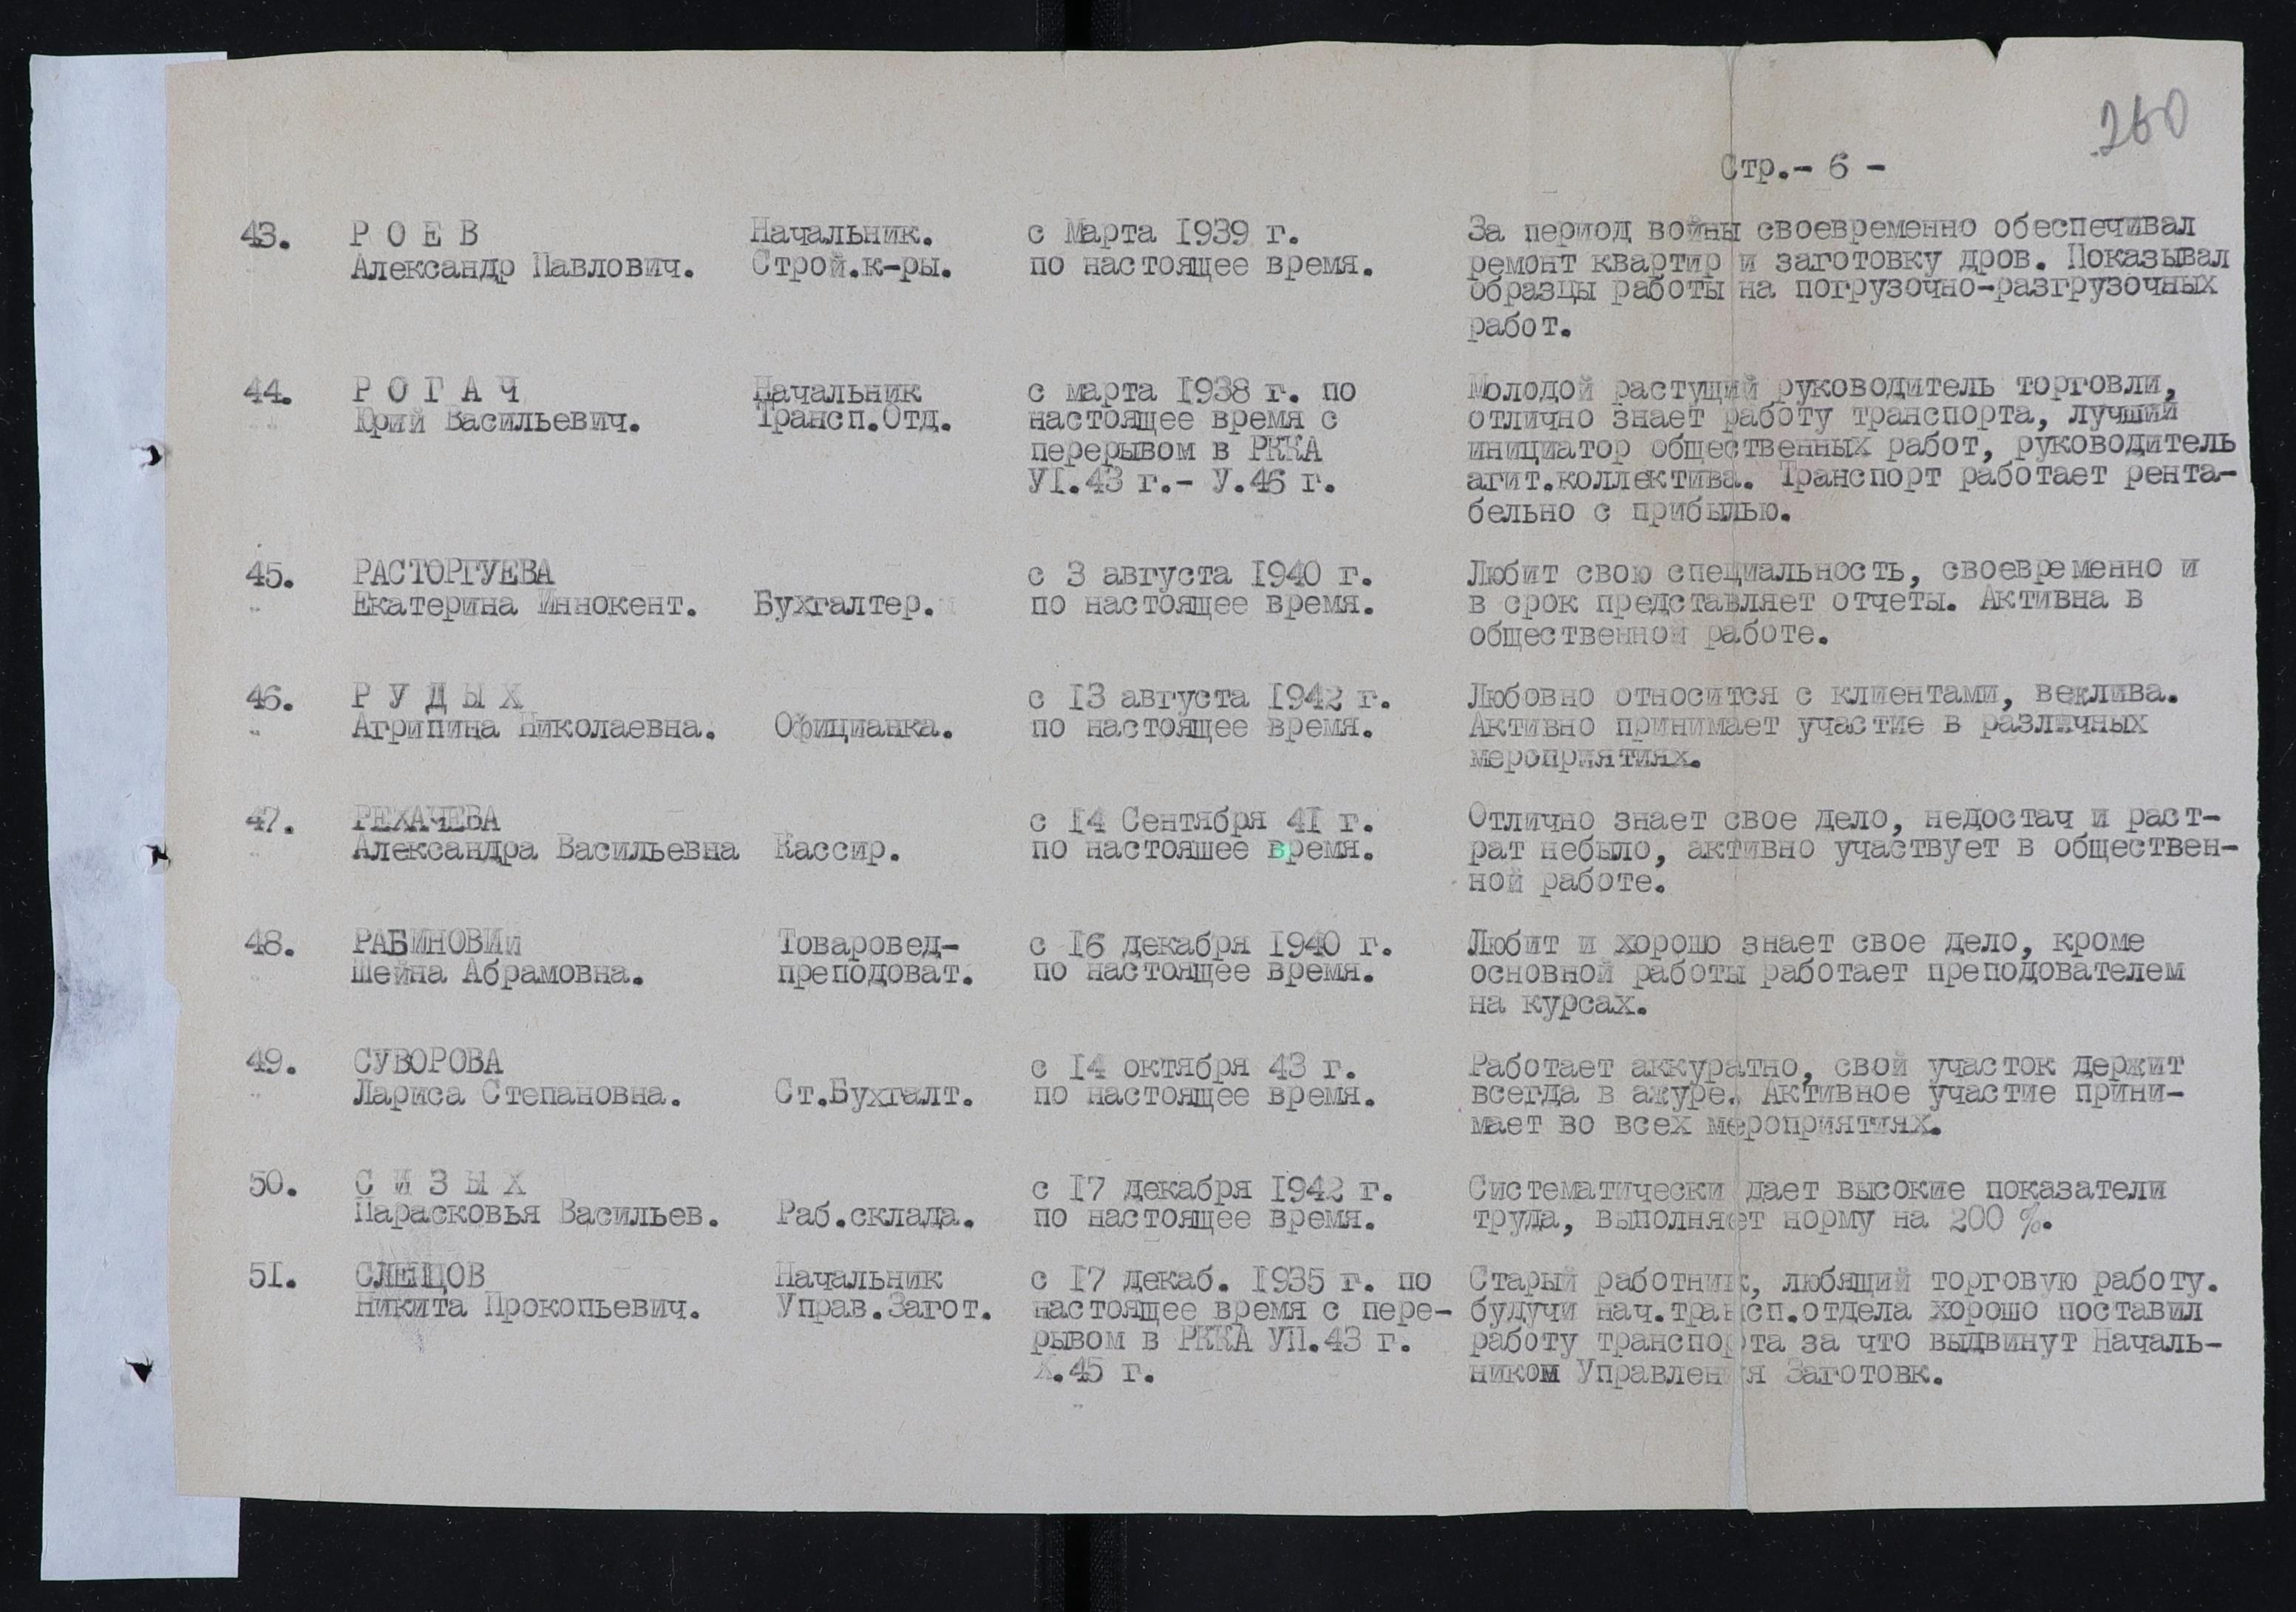 260
Стр.- 6 -
43. Р О Е В Начальник. с Марта 1939 г. За период войны своевременно обеспечивал
Александр Павлович. Строй.к-ры. по настоящее время. ремонт квартир и заготовку дров. Показывал
образцы работы на погрузочно-разгрузочных
работ.
44. Р О Г А Ч Начальник с марта 1938 г. по Молодой растущий руководитель торговли,
Юрий Васильевич. Трансп.Отд. настоящее время с отлично знает работу транспорта, лучший
перерывом в РККА инициатор общественных работ, руководитель
УI.43 г.- У.46 г. агит.коллектива. Транспорт работает рента-
бельно с прибылью.
45. РАСТОРГУЕВА с 3 августа 1940 г. Любит свою специальность, своевременно и
Екатерина Иннокент. Бухгалтер. по настоящее время. в срок представляет отчеты. Активна в
общественной работе.
46. Р У Д Ы Х с 13 августа 1942 г. Любовно относится с клиентами, веклива.
Агрипина Николаевна. Официанка. по настоящее время. Активно принимает участие в различных
мероприятиях.
47. РЕХАЧЕВА с 14 Сентября 41 г. Отлично знает свое дело, недостач и раст-
Александра Васильевна Кассир. по настояшее время. рат небыло, активно участвует в обществен-
ной работе.
48. РАБИНОВИч Товаровед- с 16 декабря 1940 г. Любит и хорошо знает свое дело, кроме
Шейна Абрамовна. преподоват. по настоящее время. основной работы работает преподователем
на курсах.
49. СУВОРОВА с 14 октября 43 г. Работает аккуратно, свой участок держит
Лариса Степановна. Ст.Бухгалт. по настоящее время. всегда в ажуре. Активное участие прини-
мает во всех мероприятиях.
50. С И З Ы Х с 17 декабря 1942 г. Систематически дает высокие показатели
Парасковья Васильев. Раб.склада. по настоящее время. труда, выполняет норму на 200 %.
51. СЛЕПЦОВ Начальник с 17 декаб. 1935 г. по Старый работник, любящий торговую работу.
Никита Прокопьевич. Управ.Загот. настоящее время с пере- будучи нач.трансп.отдела хорошо поставил
рывом в РККА УП.43 г. работу транспорта за что выдвинут Началь-
Х.45 г. ником Управления Заготовк.